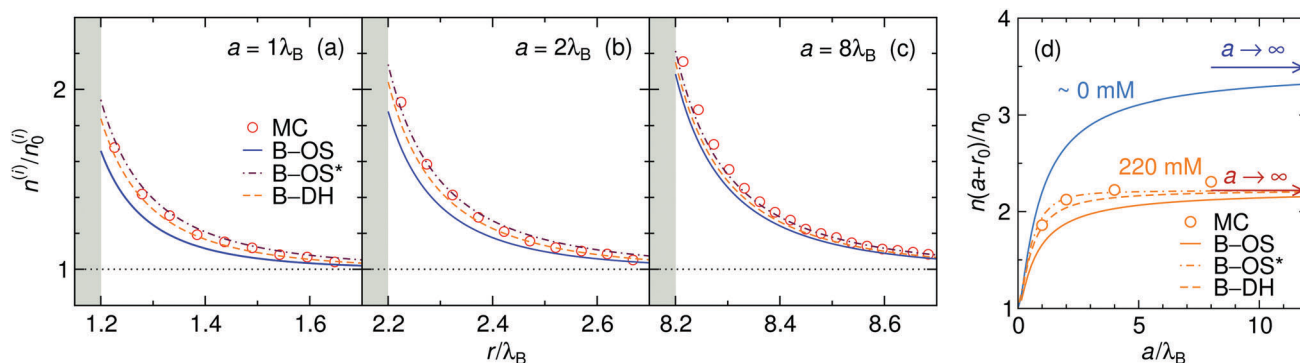 a = 1λB (a)
a = 2λB (b)
a = 8λB (c)
n(i)/n0(i)
2
1
MC
B–OS
B–OS*
B–DH
1.2 1.4 1.6
2.2 2.4 2.6
8.2 8.4 8.6
r/λB
(d)
a → ∞
~ 0 mM
220 mM
a → ∞
MC
B–OS
B–OS*
B–DH
n(a+r0)/n0
4
3
2
1
0 5 10
a/λB